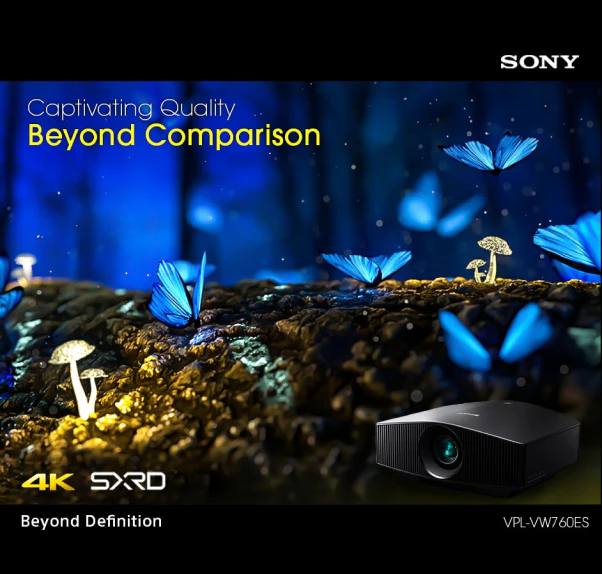 SONY
Captivating Quality
Beyond Comparison
4K SXRD
Beyond Definition
VPL-VW760ES